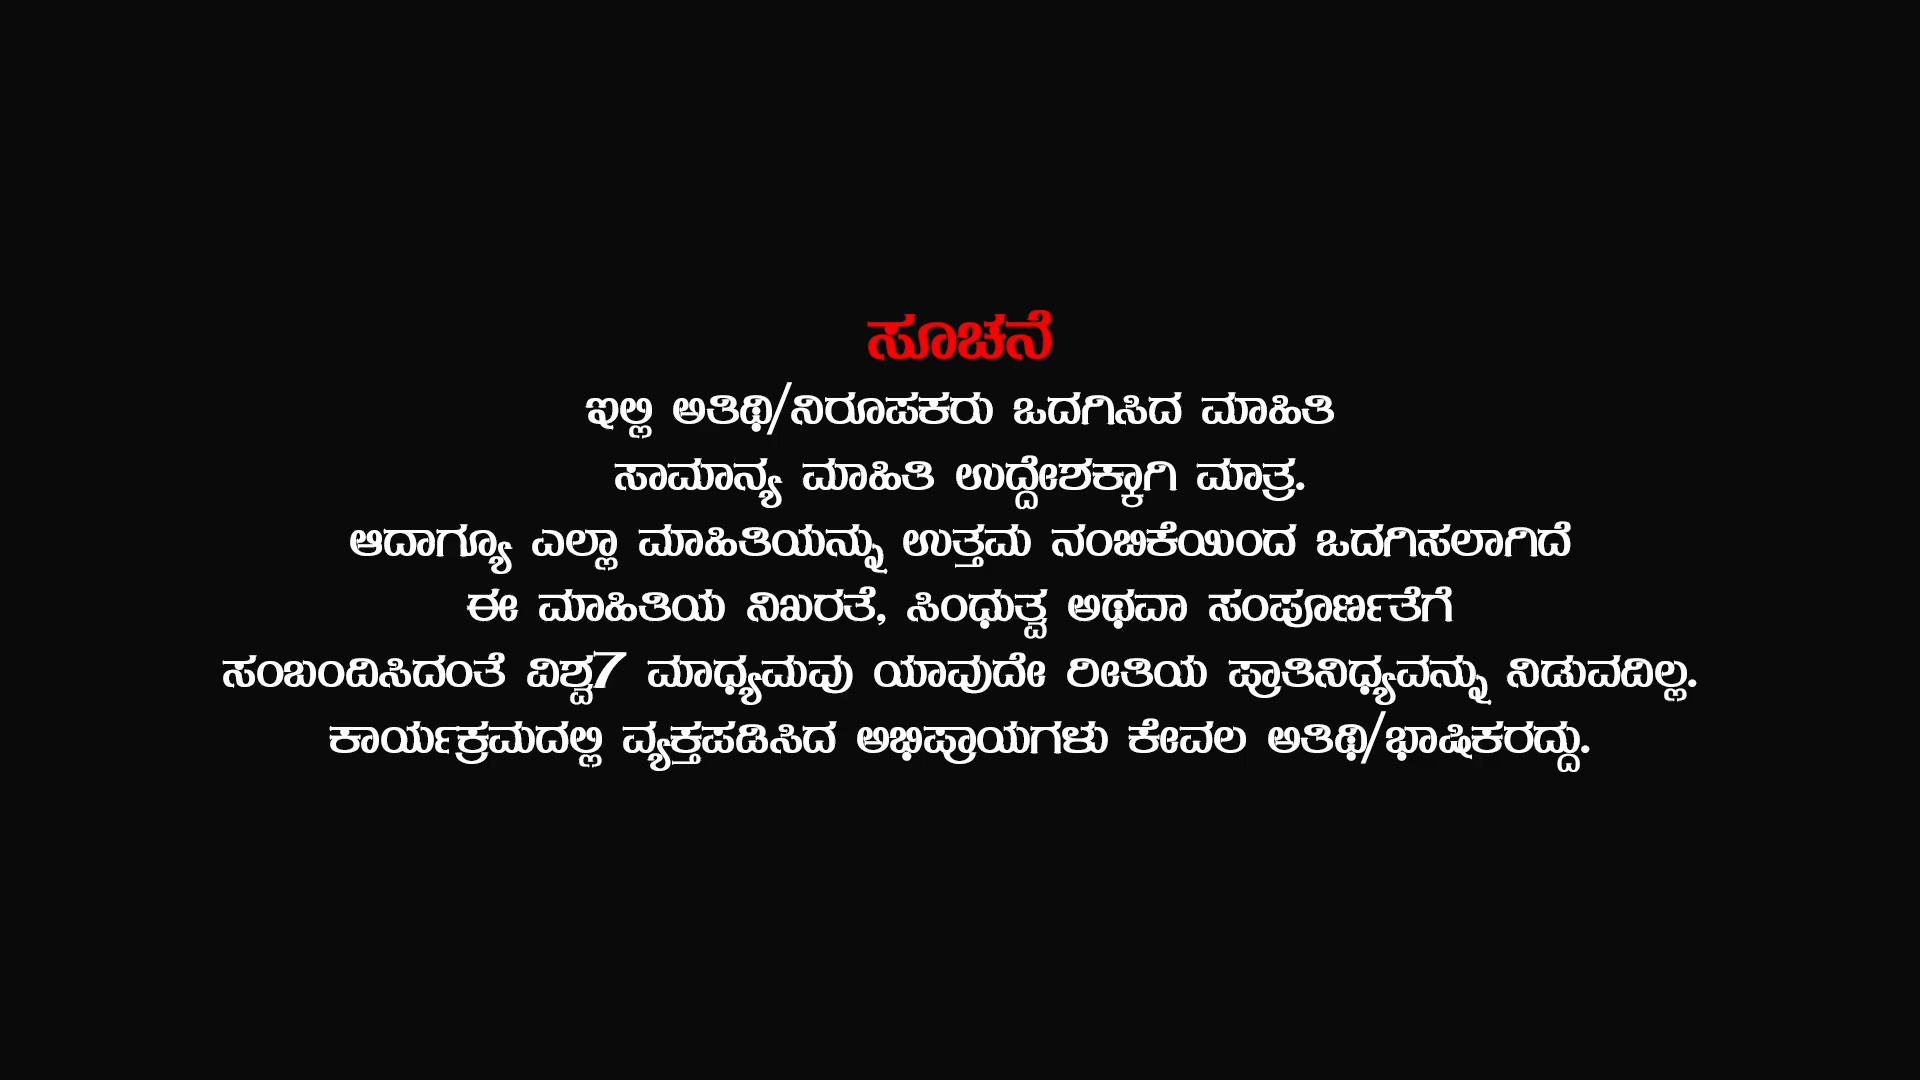 ಸೂಚನೆ
ಇಲ್ಲಿ ಅತಿಥಿ/ನಿರೂಪಕರು ಒದಗಿಸಿದ ಮಾಹಿತಿ
ಸಾಮಾನ್ಯ ಮಾಹಿತಿ ಉದ್ದೇಶಕ್ಕಾಗಿ ಮಾತ್ರ.
ಆದಾಗ್ಯೂ ಎಲ್ಲಾ ಮಾಹಿತಿಯನ್ನು ಉತ್ತಮ ನಂಬಿಕೆಯಿಂದ ಒದಗಿಸಲಾಗಿದೆ
ಈ ಮಾಹಿತಿಯ ನಿಖರತೆ, ಸಿಂಧುತ್ವ ಅಥವಾ ಸಂಪೂರ್ಣತೆಗೆ
ಸಂಬಂದಿಸಿದಂತೆ ವಿಶ್ವ7 ಮಾಧ್ಯಮವು ಯಾವುದೇ ರೀತಿಯ ಪ್ರಾತಿನಿಧ್ಯವನ್ನು ನಿಡುವದಿಲ್ಲ.
ಕಾರ್ಯಕ್ರಮದಲ್ಲಿ ವ್ಯಕ್ತಪಡಿಸಿದ ಅಭಿಪ್ರಾಯಗಳು ಕೇವಲ ಅತಿಥಿ/ಭಾಷಿಕರದ್ದು.